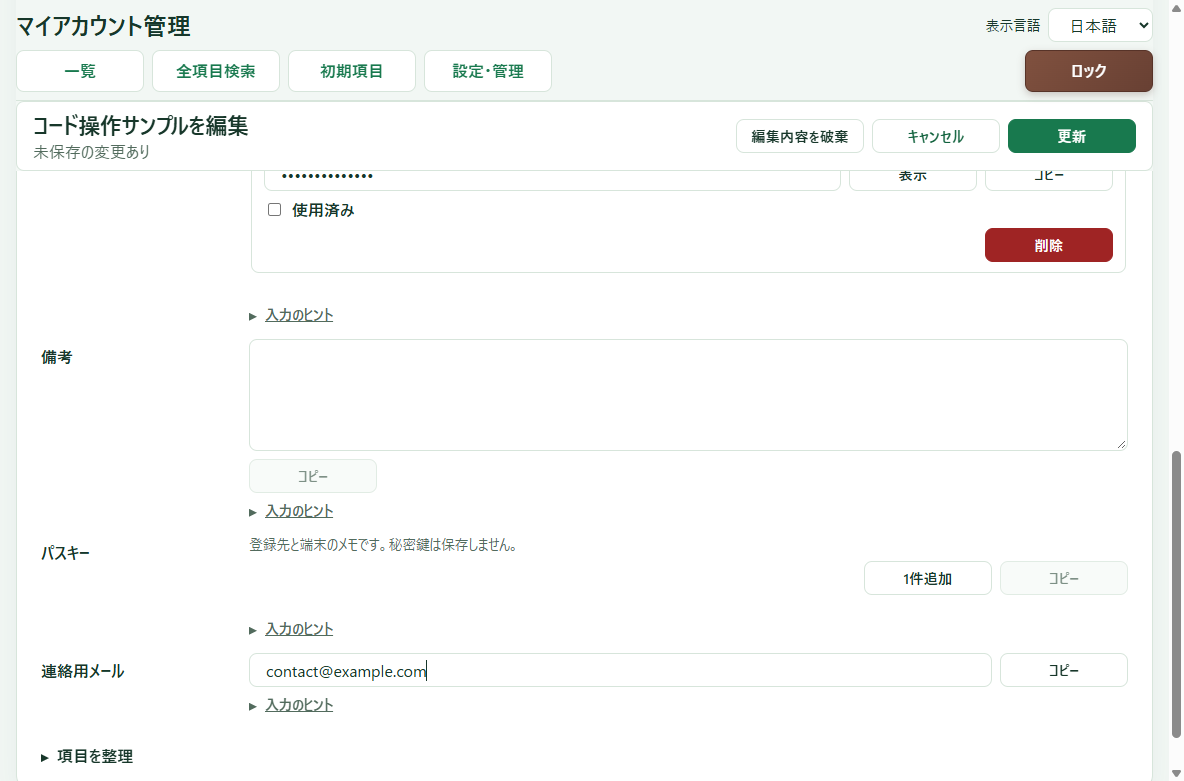 マイアカウント管理
表示言語 日本語
一覧 全項目検索 初期項目 設定・管理 ロック
コード操作サンプルを編集
未保存の変更あり
編集内容を破棄 キャンセル 更新
•••••••••••••• 表示 コピー
使用済み
削除
▶ 入力のヒント
備考
コピー
▶ 入力のヒント
パスキー
登録先と端末のメモです。秘密鍵は保存しません。
1件追加 コピー
▶ 入力のヒント
連絡用メール contact@example.com コピー
▶ 入力のヒント
▶ 項目を整理